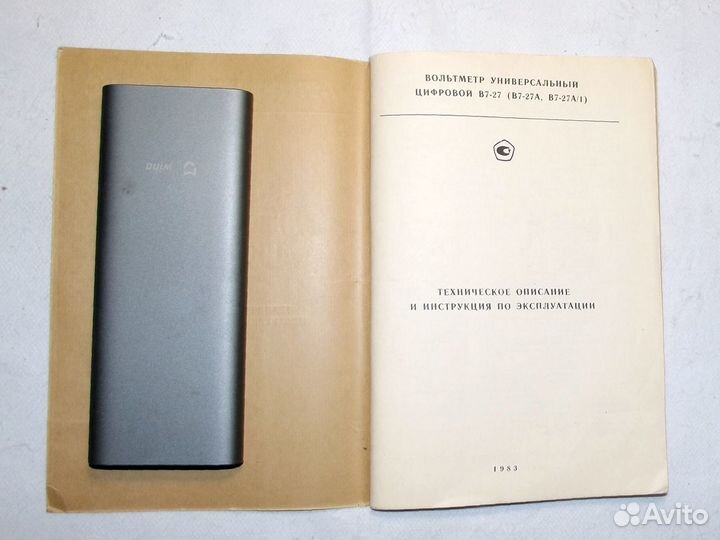 ВОЛЬТМЕТР УНИВЕРСАЛЬНЫЙ
ЦИФРОВОЙ В7-27 (В7-27А, В7-27А/1)
ТЕХНИЧЕСКОЕ ОПИСАНИЕ
И ИНСТРУКЦИЯ ПО ЭКСПЛУАТАЦИИ
1983
Avito